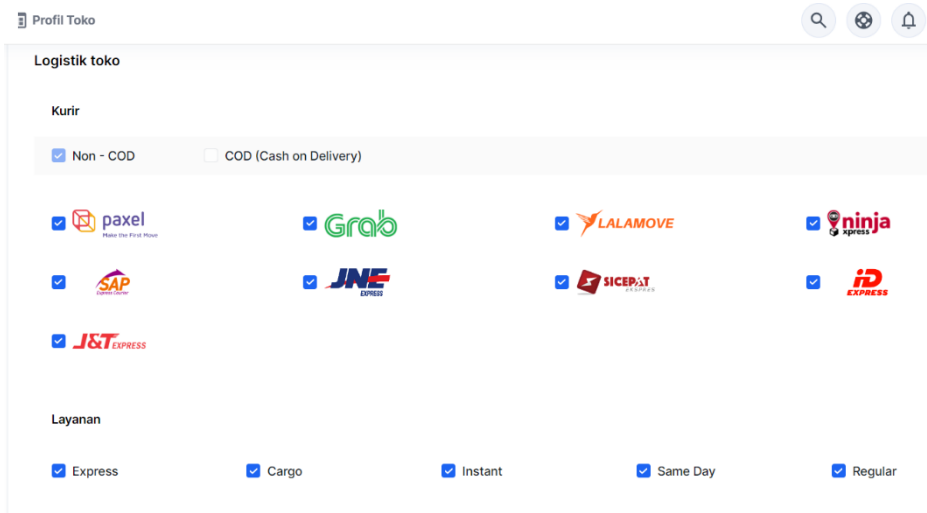 Profil Toko
Logistik toko
Kurir
Non - COD
COD (Cash on Delivery)
paxel
Make the First Move
Grab
LALAMOVE
ninja
xpress
SAP
Express Courier
JNE
EXPRESS
SICEPAT
EKSPRES
iD
EXPRESS
J&T EXPRESS
Layanan
Express
Cargo
Instant
Same Day
Regular